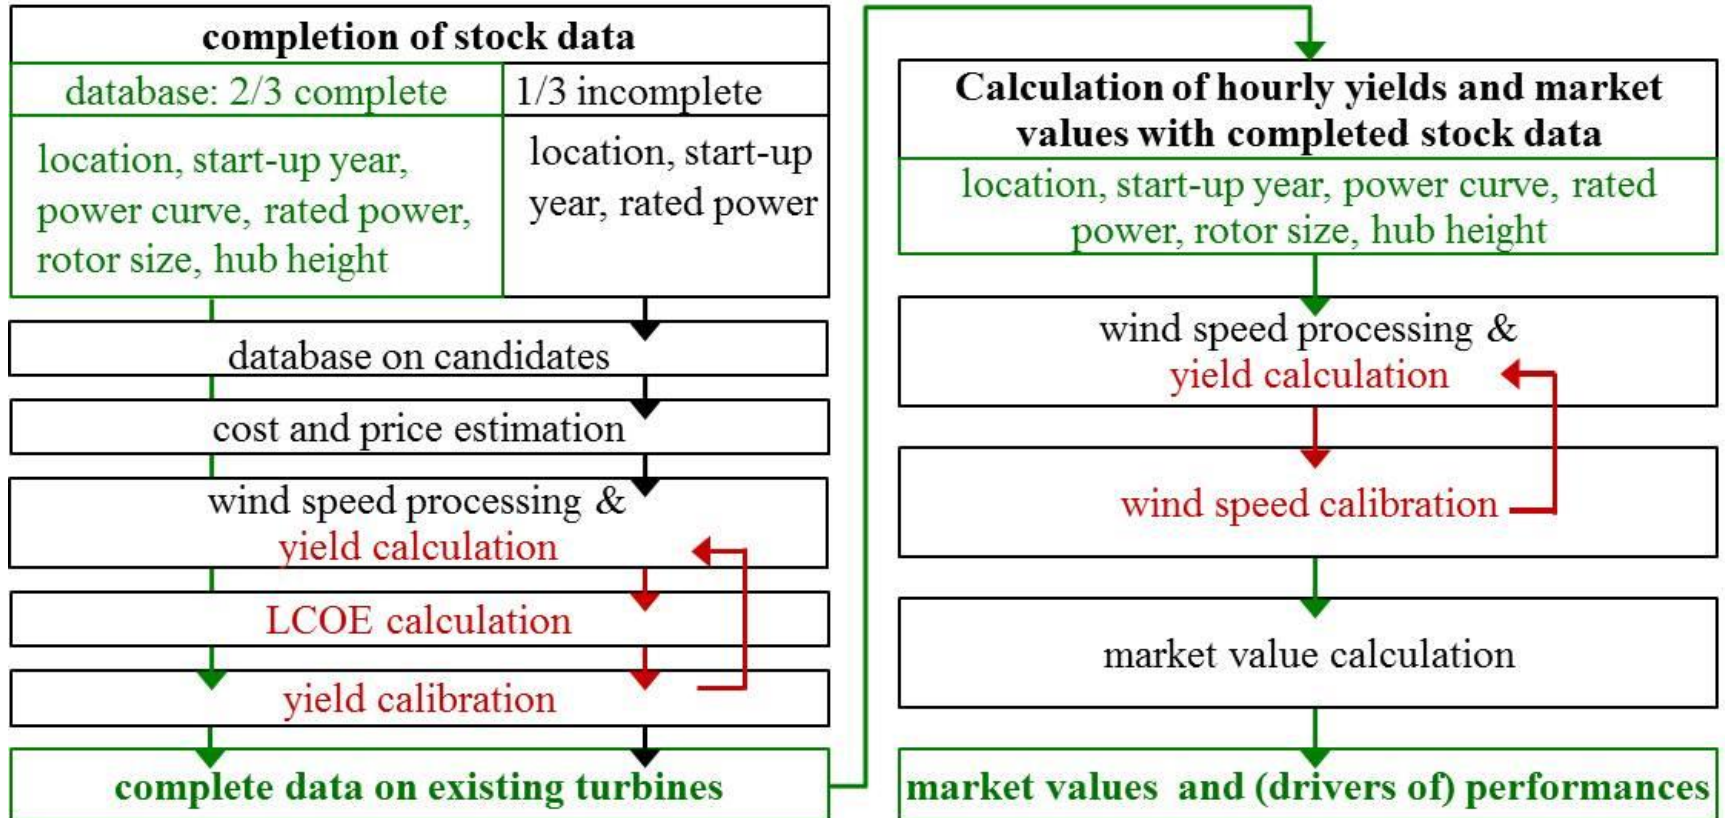 completion of stock data
database: 2/3 complete
1/3 incomplete
location, start-up year,
power curve, rated power,
rotor size, hub height
location, start-up
year, rated power
database on candidates
cost and price estimation
wind speed processing &
yield calculation
LCOE calculation
yield calibration
complete data on existing turbines
Calculation of hourly yields and market
values with completed stock data
location, start-up year, power curve, rated
power, rotor size, hub height
wind speed processing &
yield calculation
wind speed calibration
market value calculation
market values and (drivers of) performances